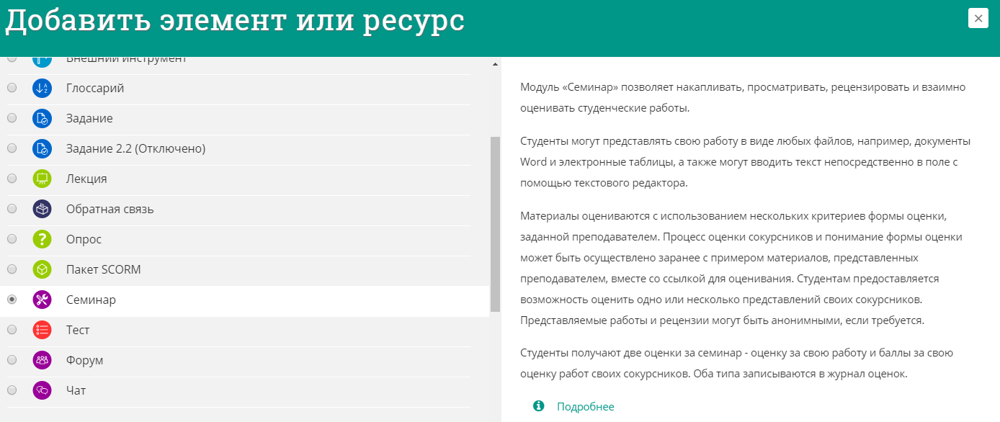 Добавить элемент или ресурс
Внешний инструмент
Глоссарий
Задание
Задание 2.2 (Отключено)
Лекция
Обратная связь
Опрос
Пакет SCORM
Семинар
Тест
Форум
Чат
Модуль «Семинар» позволяет накапливать, просматривать, рецензировать и взаимно
оценивать студенческие работы.
Студенты могут представлять свою работу в виде любых файлов, например, документы
Word и электронные таблицы, а также могут вводить текст непосредственно в поле с
помощью текстового редактора.
Материалы оцениваются с использованием нескольких критериев формы оценки,
заданной преподавателем. Процесс оценки сокурсников и понимание формы оценки
может быть осуществлено заранее с примером материалов, представленных
преподавателем, вместе со ссылкой для оценивания. Студентам предоставляется
возможность оценить одно или несколько представлений своих сокурсников.
Представляемые работы и рецензии могут быть анонимными, если требуется.
Студенты получают две оценки за семинар - оценку за свою работу и баллы за свою
оценку работ своих сокурсников. Оба типа записываются в журнал оценок.
Подробнее